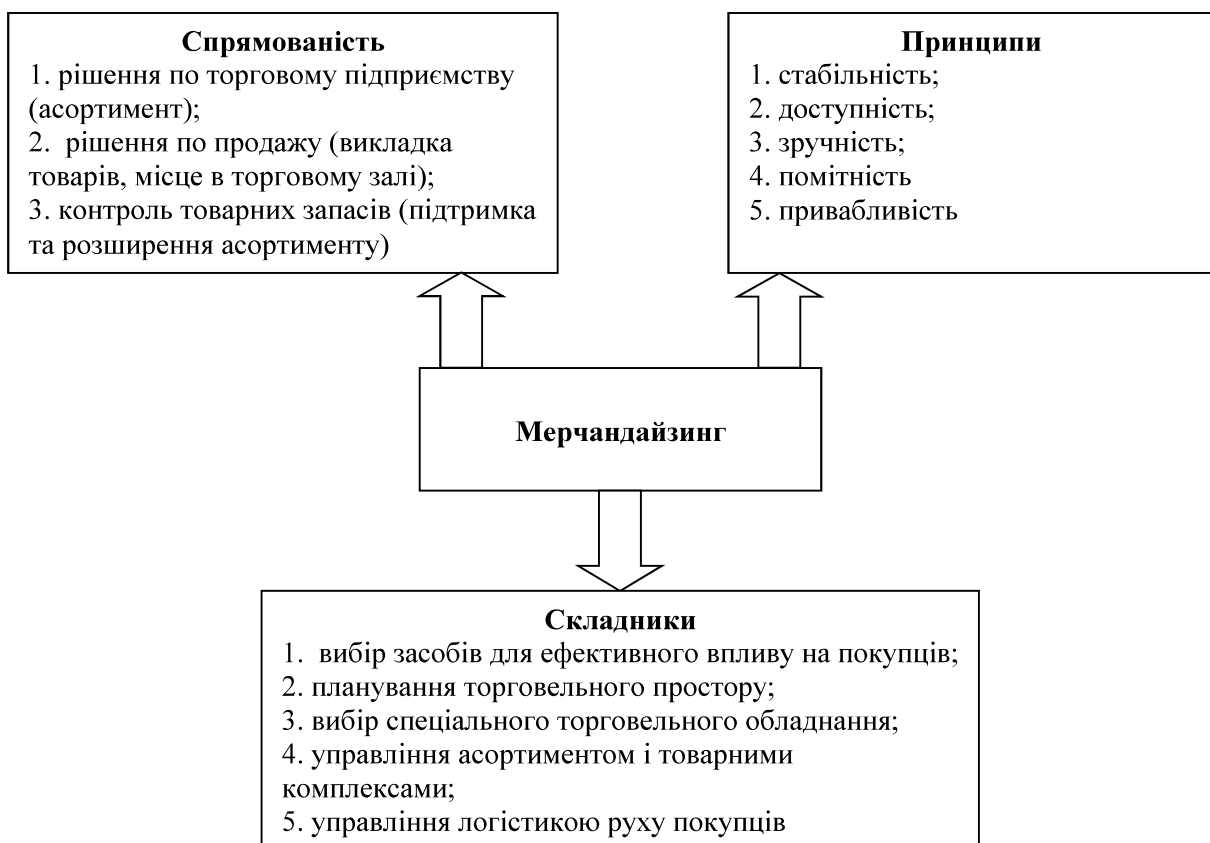 Спрямованість
1. рішення по торговому підприємству
(асортимент);
2. рішення по продажу (викладка
товарів, місце в торговому залі);
3. контроль товарних запасів (підтримка
та розширення асортименту)
Принципи
1. стабільність;
2. доступність;
3. зручність;
4. помітність
5. привабливість
Мерчандайзинг
Складники
1. вибір засобів для ефективного впливу на покупців;
2. планування торговельного простору;
3. вибір спеціального торговельного обладнання;
4. управління асортиментом і товарними
комплексами;
5. управління логістикою руху покупців